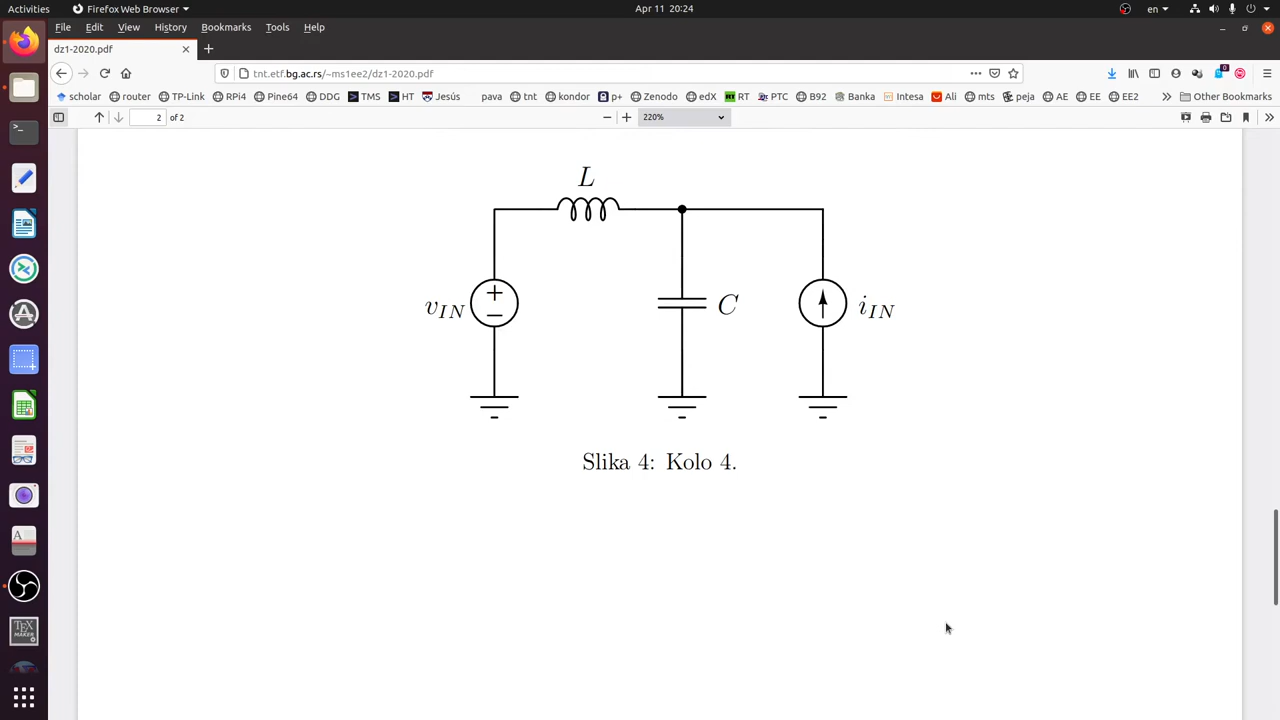 Activities
Firefox Web Browser
Apr 11 20:24
en
File Edit View History Bookmarks Tools Help
dz1-2020.pdf
tnt.etf.bg.ac.rs/~ms1ee2/dz1-2020.pdf
scholar router TP-Link RPi4 Pine64 DDG TMS HT Jesús pava tnt kondor p+ Zenodo edX RT PTC B92 Banka Intesa Ali mts peja AE EE EE2 Other Bookmarks
2 of 2
220%
L
v_IN
C
i_IN
Slika 4: Kolo 4.